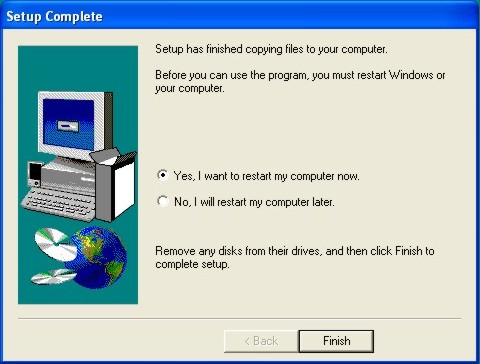 Setup Complete
Setup has finished copying files to your computer.
Before you can use the program, you must restart Windows or
your computer.
Yes, I want to restart my computer now.
No, I will restart my computer later.
Remove any disks from their drives, and then click Finish to
complete setup.
< Back
Finish